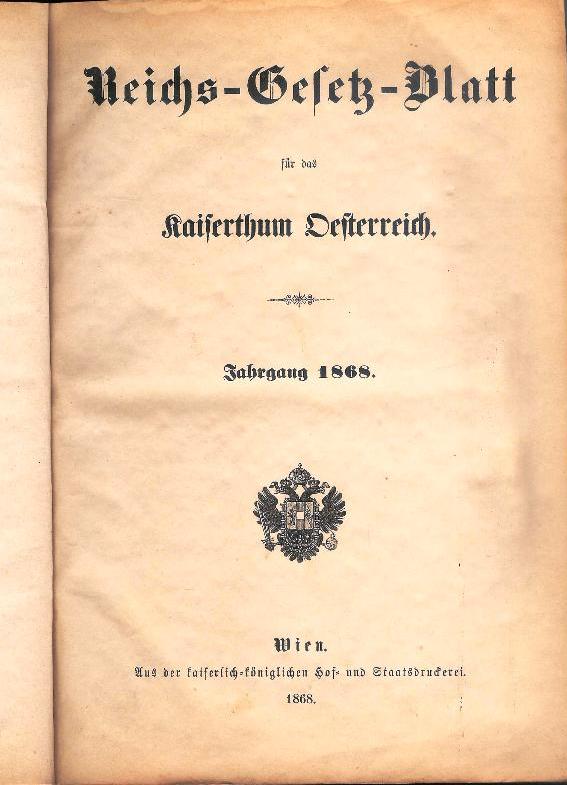 Reichs-Gesetz-Blatt
für das
Kaiserthum Oesterreich.
Jahrgang 1868.
Wien.
Aus der kaiserlich-königlichen Hof- und Staatsdruckerei.
1868.